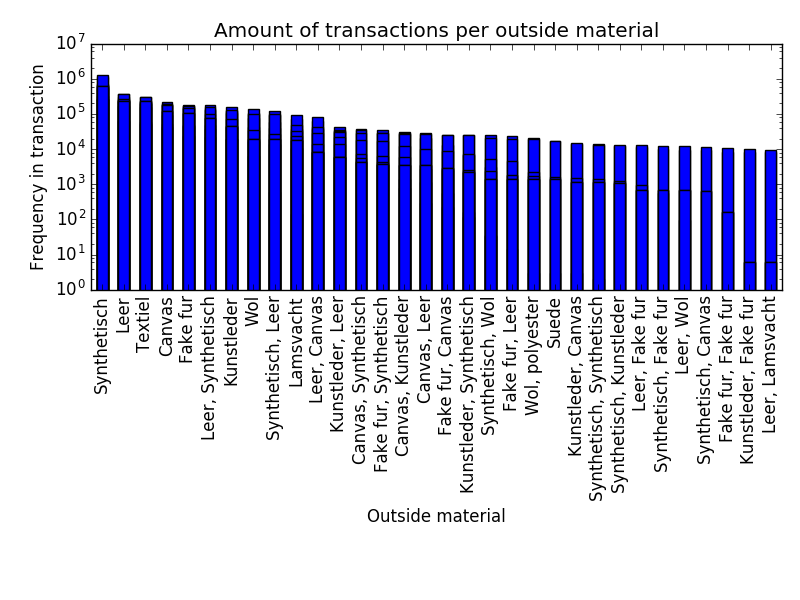 Amount of transactions per outside material
Frequency in transaction
10^7
10^6
10^5
10^4
10^3
10^2
10^1
10^0
Synthetisch
Leer
Textiel
Canvas
Fake fur
Leer, Synthetisch
Kunstleder
Wol
Synthetisch, Leer
Lamsvacht
Leer, Canvas
Kunstleder, Leer
Canvas, Synthetisch
Fake fur, Synthetisch
Canvas, Kunstleder
Canvas, Leer
Fake fur, Canvas
Kunstleder, Synthetisch
Synthetisch, Wol
Fake fur, Leer
Wol, polyester
Suede
Kunstleder, Canvas
Synthetisch, Synthetisch
Synthetisch, Kunstleder
Leer, Fake fur
Synthetisch, Fake fur
Leer, Wol
Synthetisch, Canvas
Fake fur, Fake fur
Kunstleder, Fake fur
Leer, Lamsvacht
Outside material